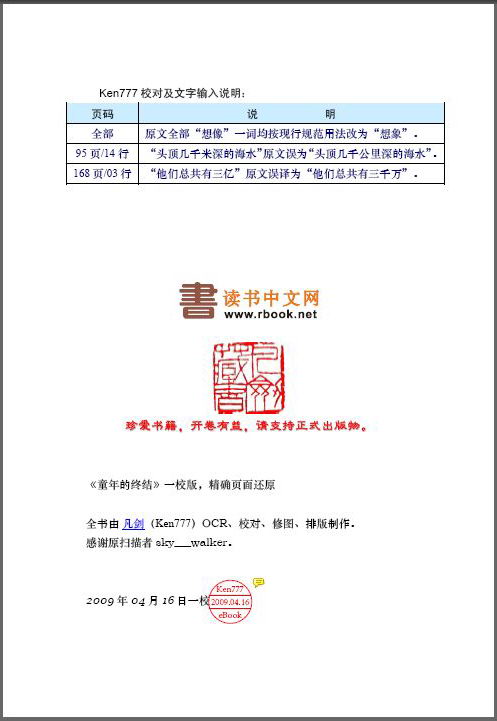 Ken777 校对及文字输入说明：
页码 说 明
全部 原文全部“想像”一词均按现行规范用法改为“想象”．
95 页/14 行 “头顶几千米深的海水”原文误为“头顶几千公里深的海水”．
168 页/03 行 “他们总共有三亿”原文误译为“他们总共有三千万”．
書 读书中文网
www.rbook.net
凡剑藏书
珍爱书籍，开卷有益，请支持正式出版物。
《童年的终结》一校版，精确页面还原
全书由 凡剑（Ken777）OCR、校对、修图、排版制作．
感谢原扫描者 sky__walker．
2009 年 04 月 16 日一校
Ken777
2009.04.16
eBook